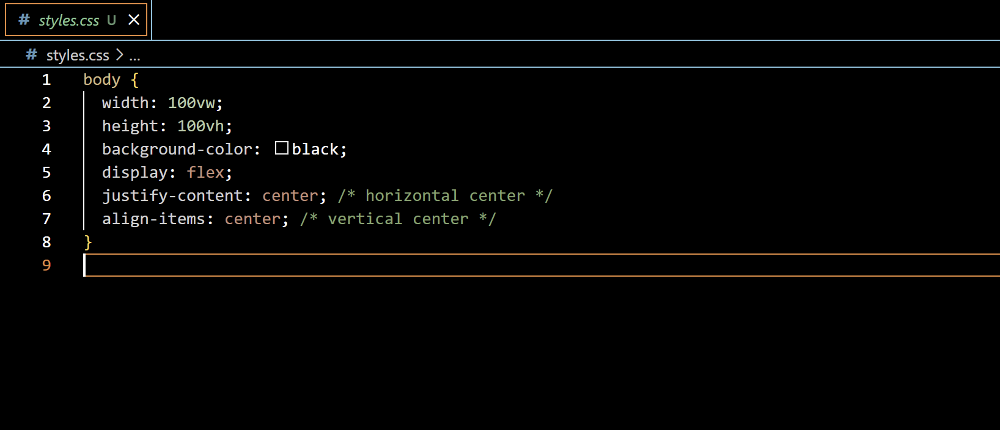 # styles.css U ×
# styles.css > ...
1 body {
2   width: 100vw;
3   height: 100vh;
4   background-color: black;
5   display: flex;
6   justify-content: center; /* horizontal center */
7   align-items: center; /* vertical center */
8 }
9